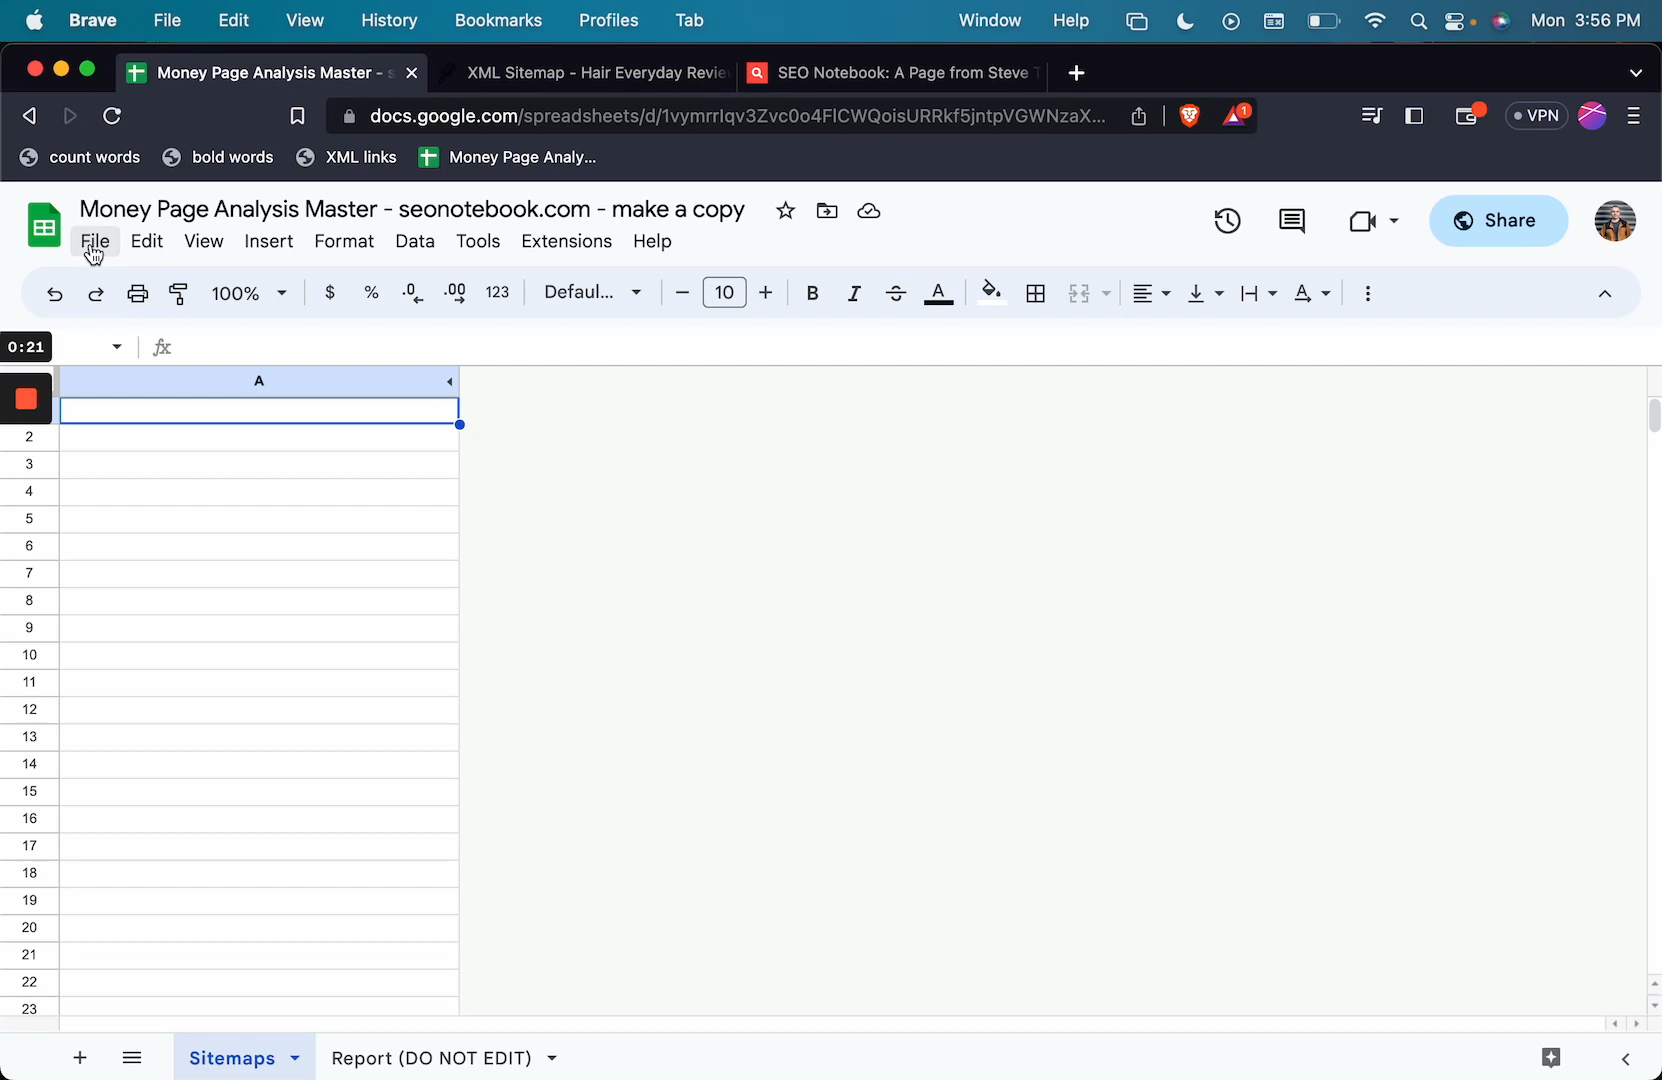 Brave File Edit View History Bookmarks Profiles Tab Window Help Mon 3:56 PM
Money Page Analysis Master - s XML Sitemap - Hair Everyday Revie SEO Notebook: A Page from Steve T
docs.google.com/spreadsheets/d/1vymrrlqv3Zvc0o4FlCWQoisURRkf5jntpVGWNzaX... 1 VPN
count words bold words XML links Money Page Analy...
Money Page Analysis Master - seonotebook.com - make a copy
File Edit View Insert Format Data Tools Extensions Help
Share
100% $ % .0 .00 123 Defaul... − 10 + B I S A
0:21 fx
A
2
3
4
5
6
7
8
9
10
11
12
13
14
15
16
17
18
19
20
21
22
23
+ Sitemaps Report (DO NOT EDIT)